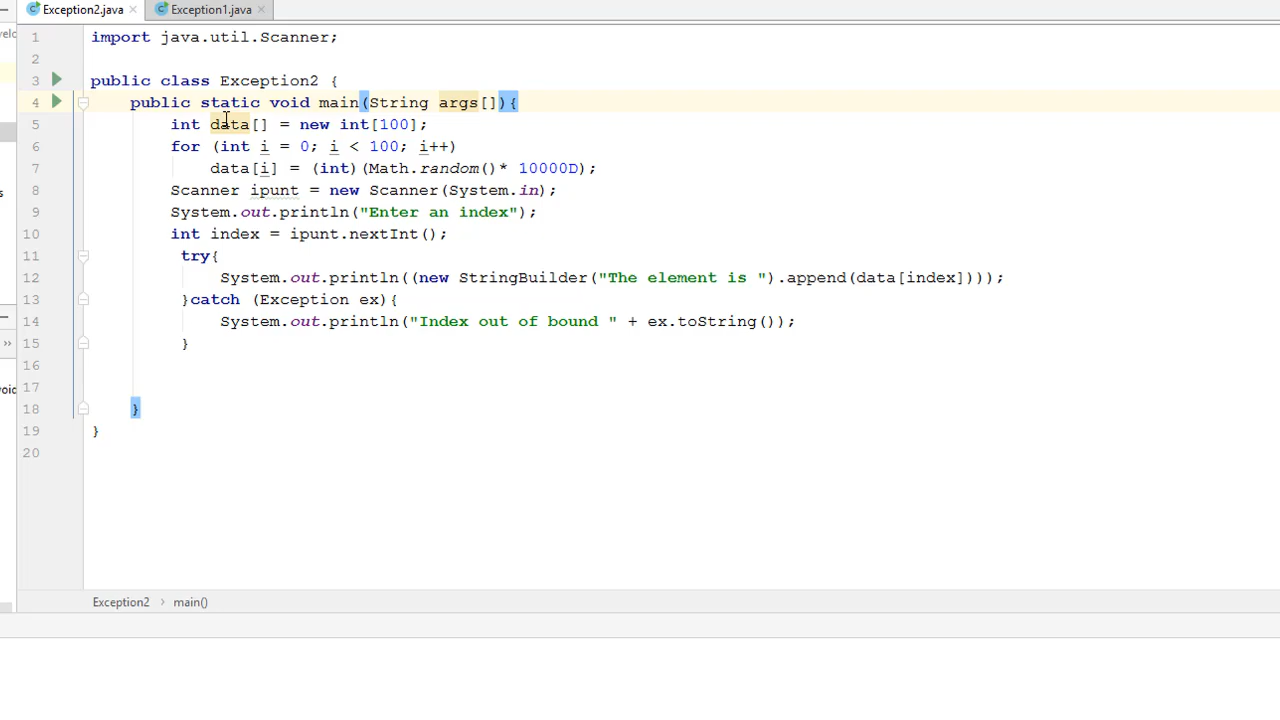 Exception2.java × Exception1.java ×
1 import java.util.Scanner;
2
3 public class Exception2 {
4 public static void main(String args[]){
5 int data[] = new int[100];
6 for (int i = 0; i < 100; i++)
7 data[i] = (int)(Math.random()* 10000D);
8 Scanner ipunt = new Scanner(System.in);
9 System.out.println("Enter an index");
10 int index = ipunt.nextInt();
11 try{
12 System.out.println((new StringBuilder("The element is ").append(data[index])));
13 }catch (Exception ex){
14 System.out.println("Index out of bound " + ex.toString());
15 }
16
17
18 }
19 }
20
Exception2 › main()